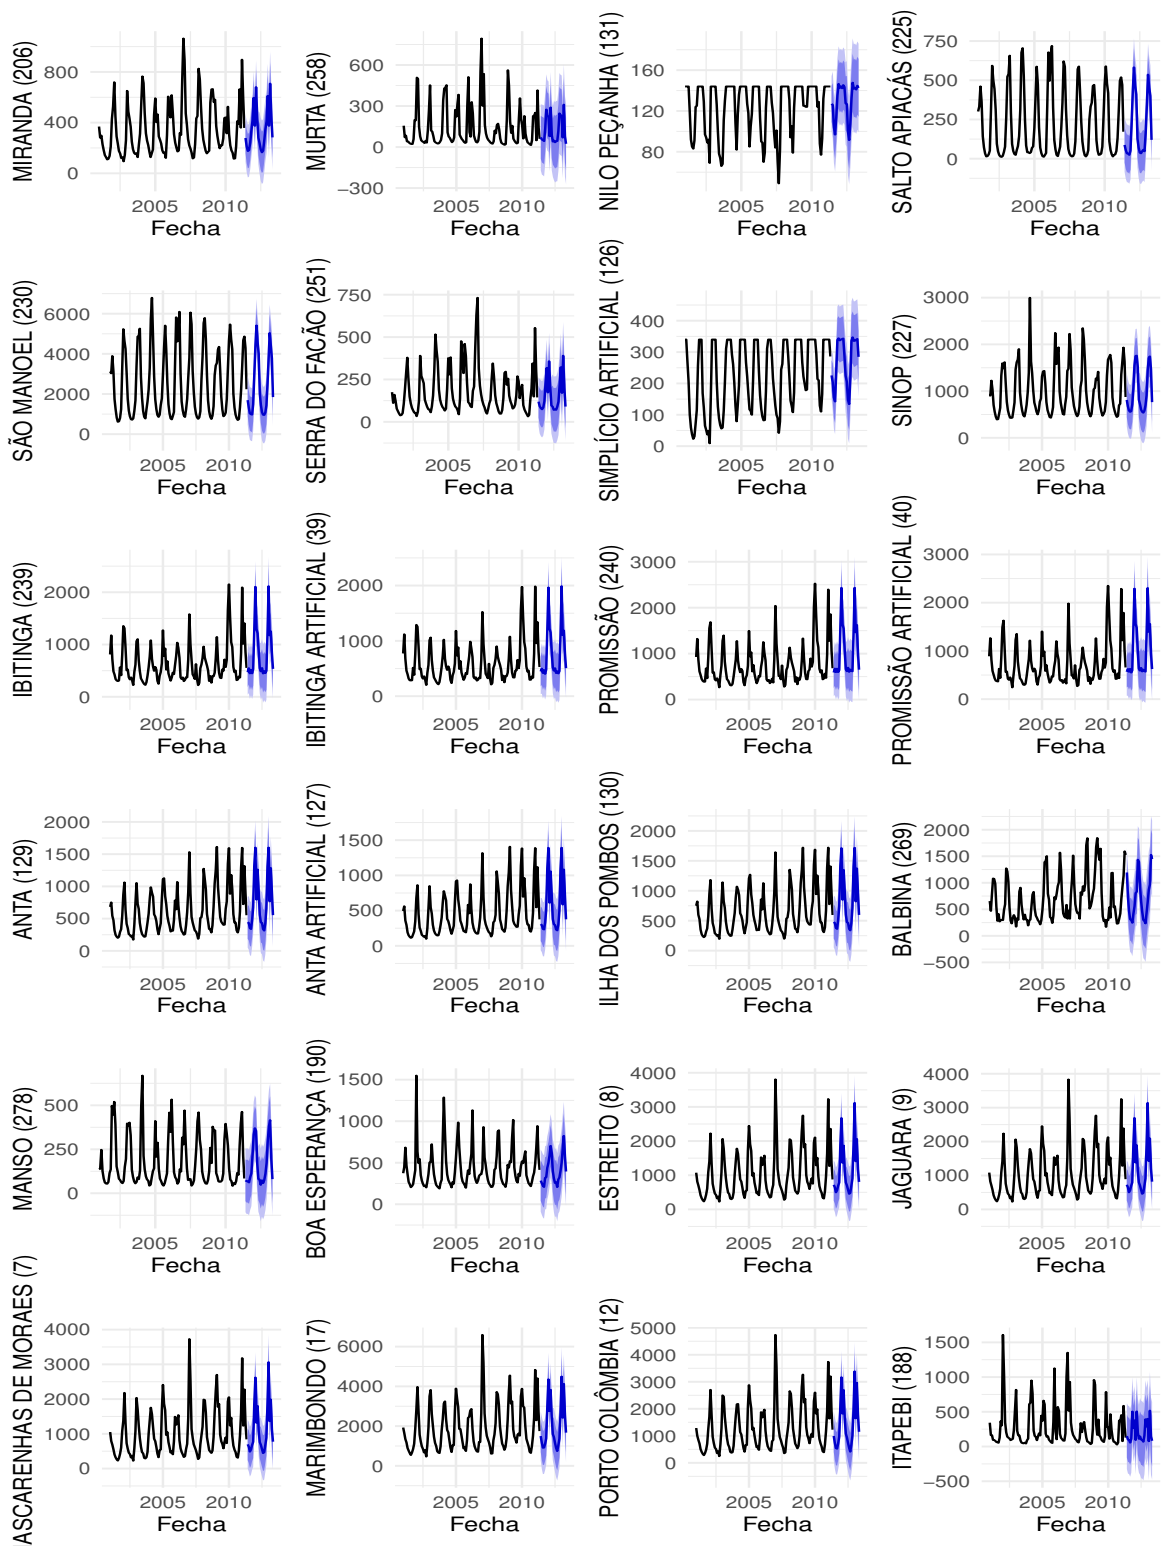 MIRANDA (206)
800
400
0
2005 2010
Fecha
MURTA (258)
600
300
0
−300
2005 2010
Fecha
NILO PEÇANHA (131)
160
120
80
2005 2010
Fecha
SALTO APIACÁS (225)
750
500
250
0
2005 2010
Fecha
SÃO MANOEL (230)
6000
4000
2000
0
2005 2010
Fecha
SERRA DO FACÃO (251)
750
500
250
0
2005 2010
Fecha
SIMPLÍCIO ARTIFICIAL (126)
400
300
200
100
0
2005 2010
Fecha
SINOP (227)
3000
2000
1000
0
2005 2010
Fecha
IBITINGA (239)
2000
1000
0
2005 2010
Fecha
IBITINGA ARTIFICIAL (39)
2000
1000
0
2005 2010
Fecha
PROMISSÃO (240)
3000
2000
1000
0
2005 2010
Fecha
PROMISSÃO ARTIFICIAL (40)
3000
2000
1000
0
2005 2010
Fecha
ANTA (129)
2000
1500
1000
500
0
2005 2010
Fecha
ANTA ARTIFICIAL (127)
1500
1000
500
0
2005 2010
Fecha
ILHA DOS POMBOS (130)
2000
1500
1000
500
0
2005 2010
Fecha
BALBINA (269)
2000
1500
1000
500
0
−500
2005 2010
Fecha
MANSO (278)
500
250
0
2005 2010
Fecha
BOA ESPERANÇA (190)
1500
1000
500
0
2005 2010
Fecha
ESTREITO (8)
4000
3000
2000
1000
0
2005 2010
Fecha
JAGUARA (9)
4000
3000
2000
1000
0
2005 2010
Fecha
ASCARENHAS DE MORAES (7)
4000
3000
2000
1000
0
2005 2010
Fecha
MARIMBONDO (17)
6000
4000
2000
0
2005 2010
Fecha
PORTO COLÔMBIA (12)
5000
4000
3000
2000
1000
0
2005 2010
Fecha
ITAPEBI (188)
1500
1000
500
0
−500
2005 2010
Fecha